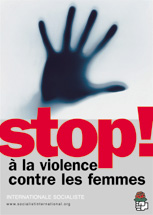 stop!
à la violence
contre les femmes
INTERNATIONALE SOCIALISTE
www.socialistinternational.org